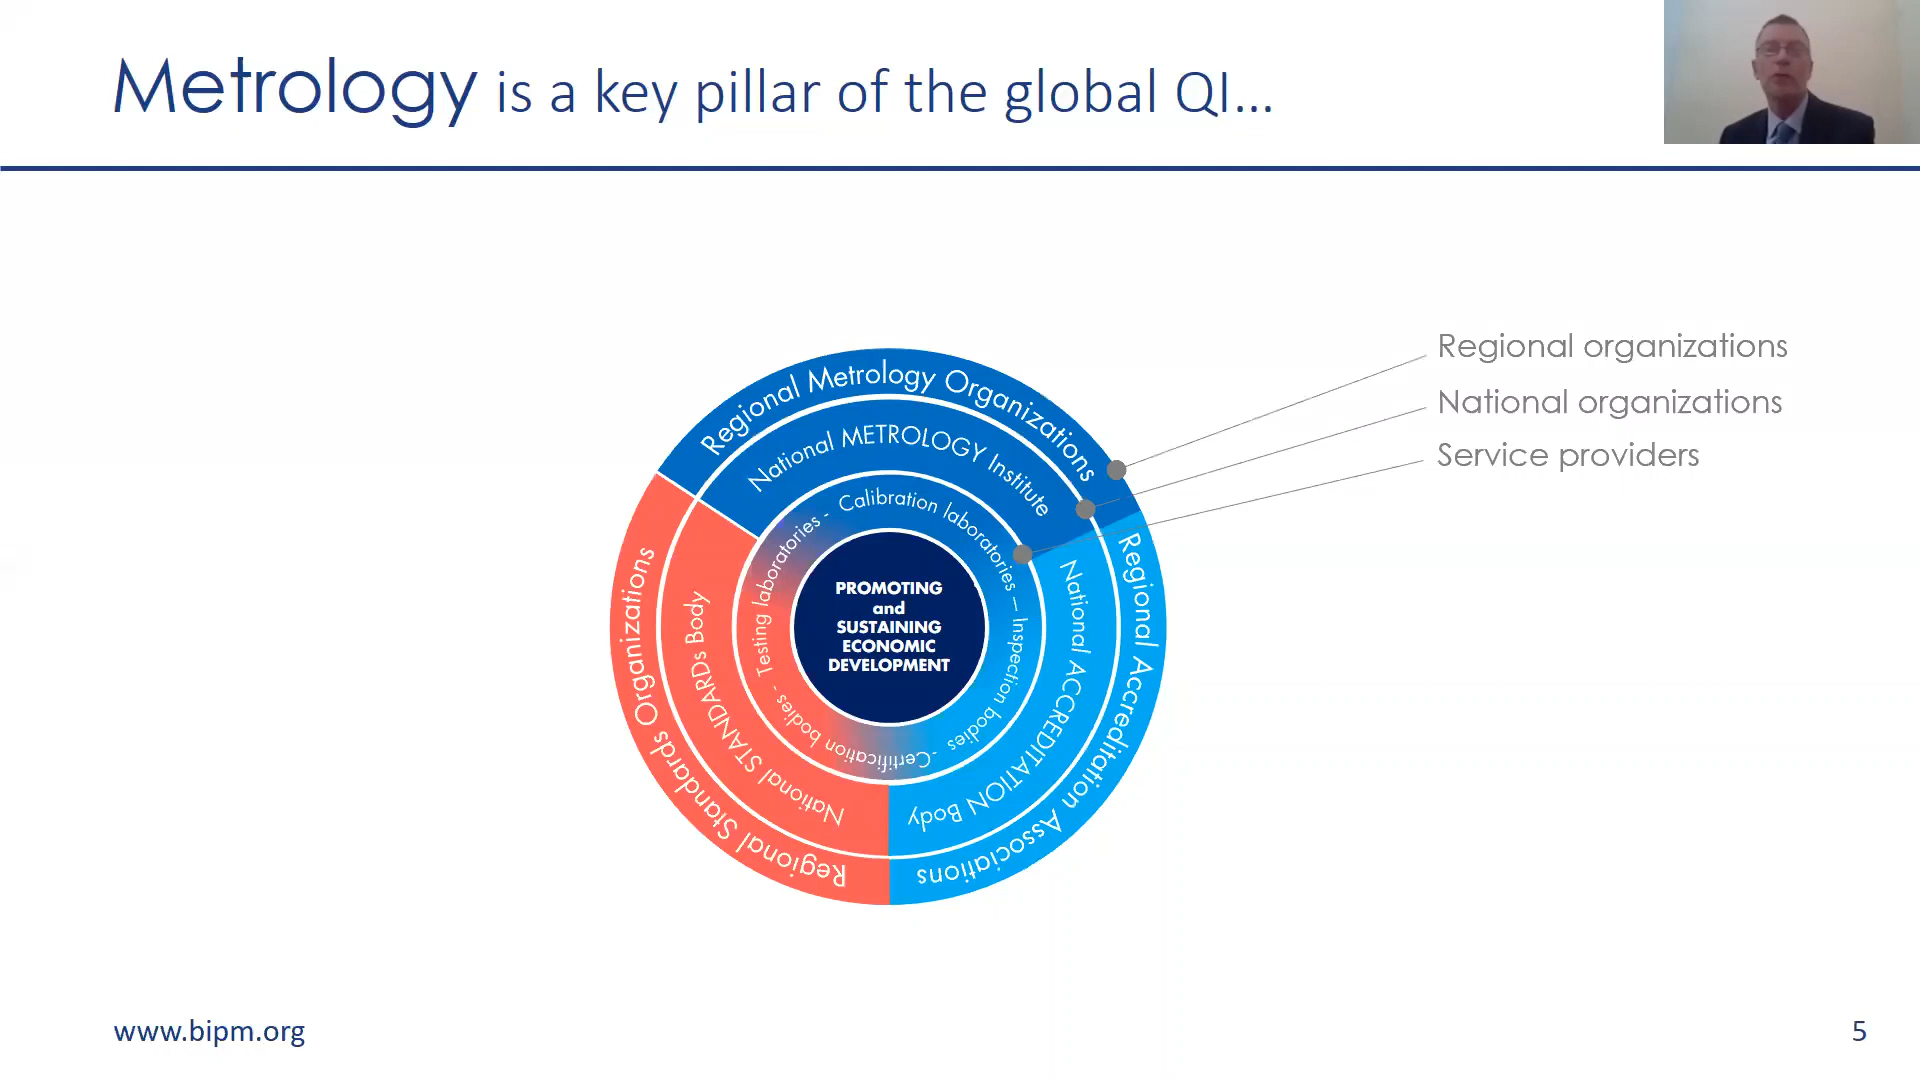 Metrology is a key pillar of the global QI...
Regional organizations
National organizations
Service providers
Regional Metrology Organizations
National METROLOGY Institute
Regional Accreditation Associations
National ACCREDITATION Body
Regional Standards Organizations
National STANDARDs Body
Calibration laboratories – Inspection bodies - Certification bodies - Testing laboratories -
PROMOTING
and
SUSTAINING
ECONOMIC
DEVELOPMENT
www.bipm.org
5